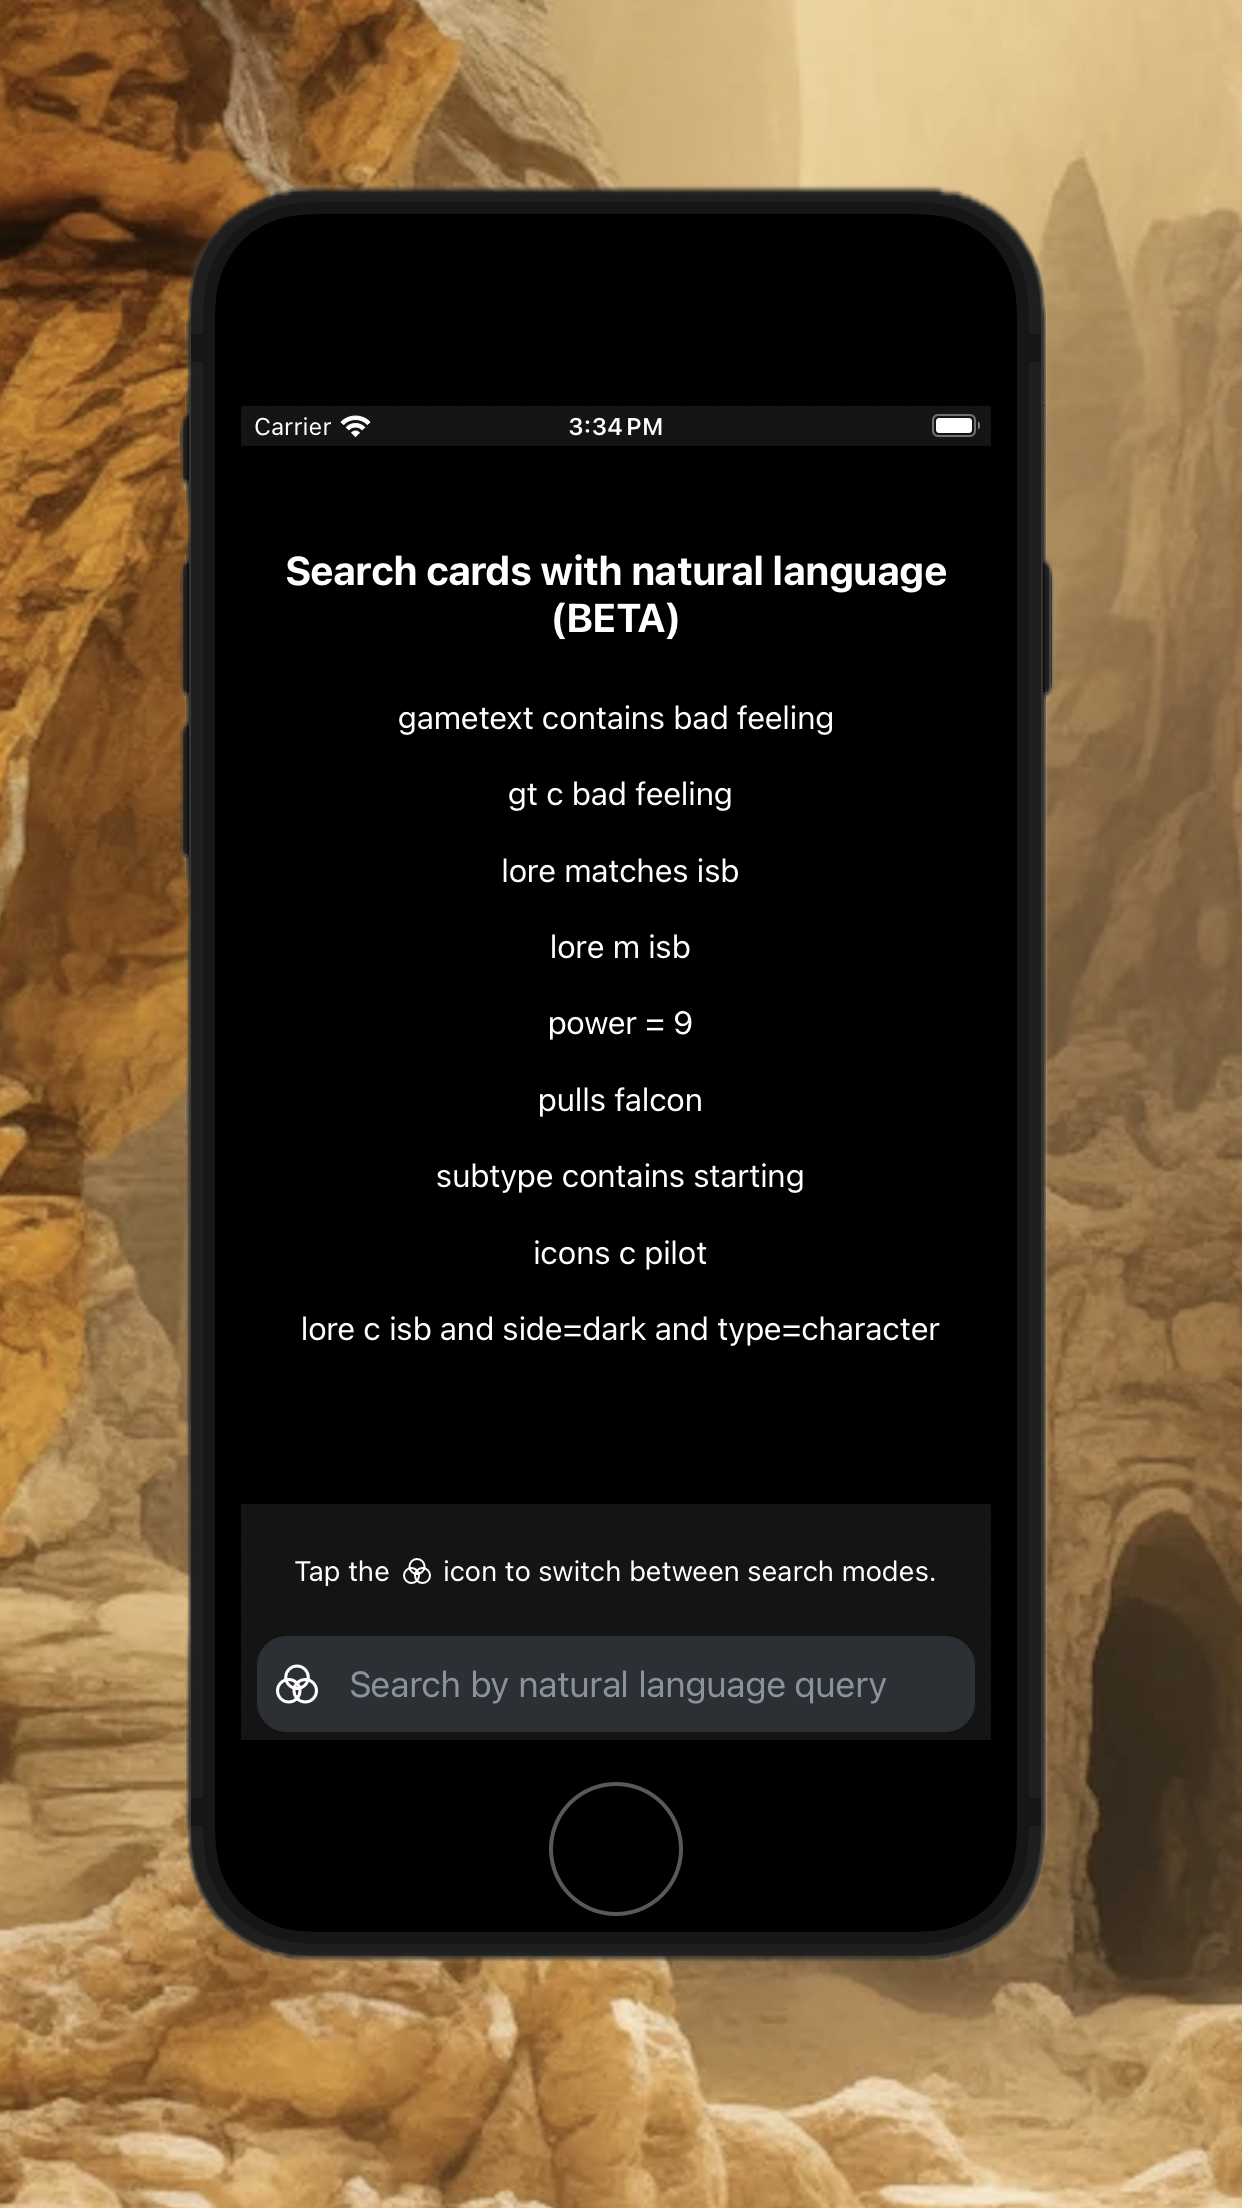 Carrier 3:34 PM
Search cards with natural language
(BETA)
gametext contains bad feeling
gt c bad feeling
lore matches isb
lore m isb
power = 9
pulls falcon
subtype contains starting
icons c pilot
lore c isb and side=dark and type=character
Tap the icon to switch between search modes.
Search by natural language query